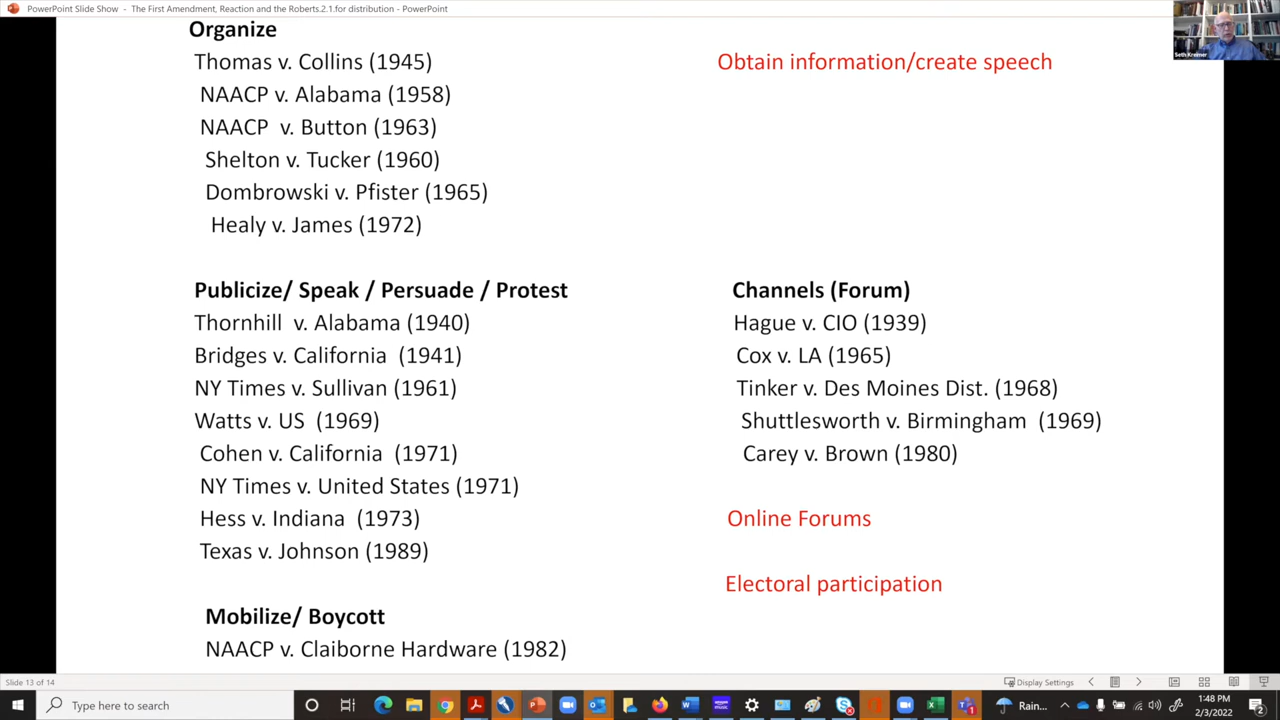 PowerPoint Slide Show - The First Amendment, Reaction and the Roberts.2.1.for distribution - PowerPoint
Organize
Thomas v. Collins (1945)
NAACP v. Alabama (1958)
NAACP v. Button (1963)
Shelton v. Tucker (1960)
Dombrowski v. Pfister (1965)
Healy v. James (1972)
Obtain information/create speech
Publicize/ Speak / Persuade / Protest
Thornhill v. Alabama (1940)
Bridges v. California (1941)
NY Times v. Sullivan (1961)
Watts v. US (1969)
Cohen v. California (1971)
NY Times v. United States (1971)
Hess v. Indiana (1973)
Texas v. Johnson (1989)
Channels (Forum)
Hague v. CIO (1939)
Cox v. LA (1965)
Tinker v. Des Moines Dist. (1968)
Shuttlesworth v. Birmingham (1969)
Carey v. Brown (1980)
Online Forums
Electoral participation
Mobilize/ Boycott
NAACP v. Claiborne Hardware (1982)
Seth Kreimer
Slide 13 of 14
Display Settings
Type here to search
Rain...
1:48 PM
2/3/2022
2